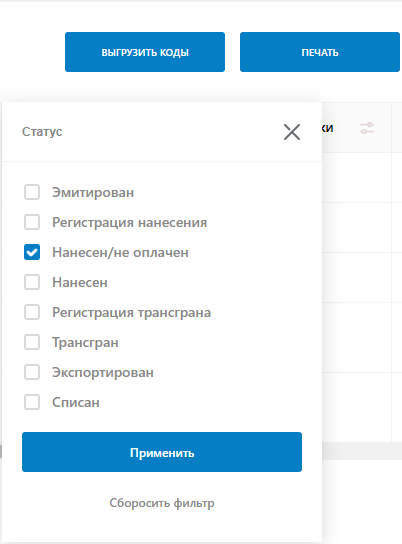 ВЫГРУЗИТЬ КОДЫ
ПЕЧАТЬ
Статус
Эмитирован
Регистрация нанесения
Нанесен/не оплачен
Нанесен
Регистрация трансграна
Трансгран
Экспортирован
Списан
Применить
Сбросить фильтр